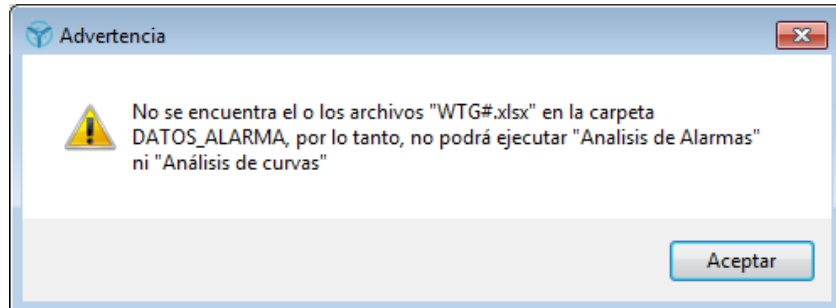 Advertencia
No se encuentra el o los archivos "WTG#.xlsx" en la carpeta
DATOS_ALARMA, por lo tanto, no podrá ejecutar "Analisis de Alarmas"
ni "Análisis de curvas"
Aceptar